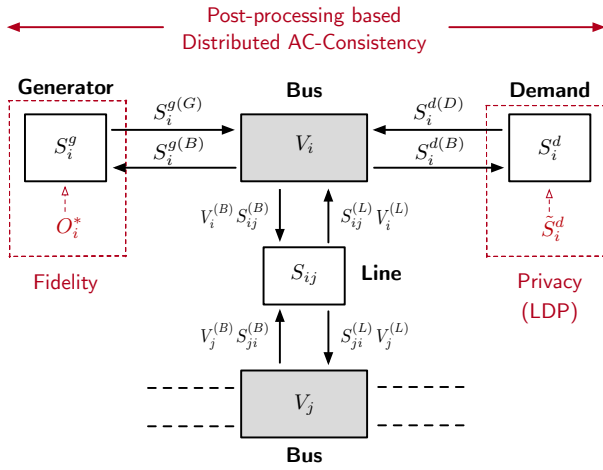 Post-processing based
Distributed AC-Consistency
Generator
Bus
Demand
$S_i^g$
$S_i^{g(G)}$
$S_i^{g(B)}$
$V_i$
$S_i^{d(D)}$
$S_i^{d(B)}$
$S_i^d$
$O_i^*$
$\tilde{S}_i^d$
Fidelity
Privacy
(LDP)
$V_i^{(B)} S_{ij}^{(B)}$
$S_{ij}^{(L)} V_i^{(L)}$
$S_{ij}$
Line
$V_j^{(B)} S_{ji}^{(B)}$
$S_{ji}^{(L)} V_j^{(L)}$
$V_j$
Bus